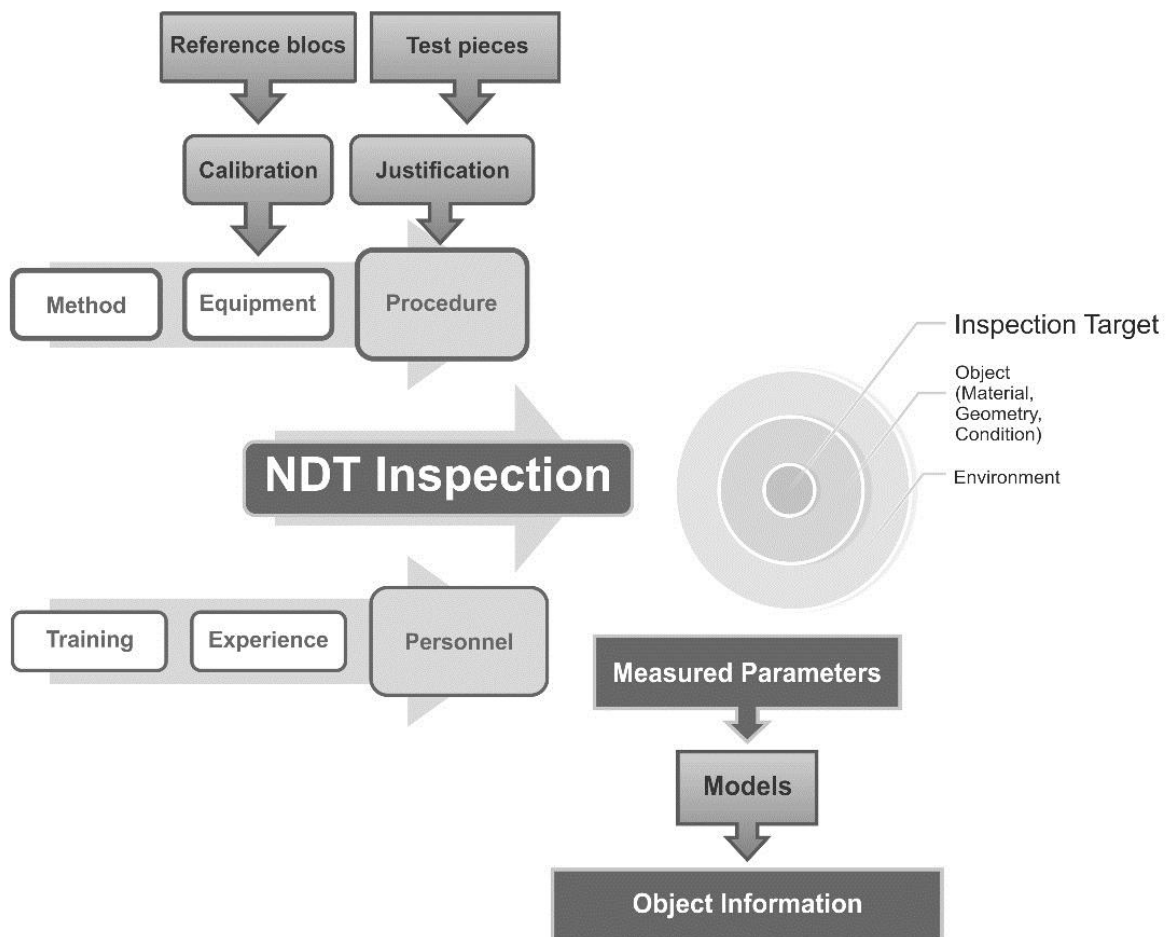 Reference blocs
Test pieces
Calibration
Justification
Method
Equipment
Procedure
Inspection Target
Object
(Material,
Geometry,
Condition)
NDT Inspection
Environment
Training
Experience
Personnel
Measured Parameters
Models
Object Information